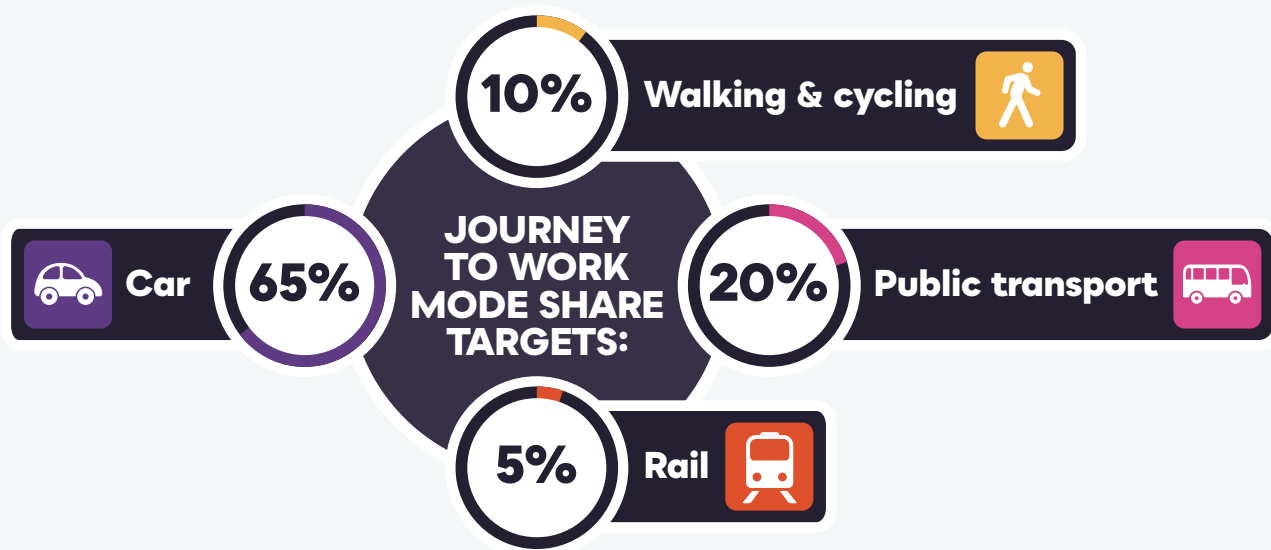 10%
Walking & cycling
Car
65%
JOURNEY
TO WORK
MODE SHARE
TARGETS:
20%
Public transport
5%
Rail